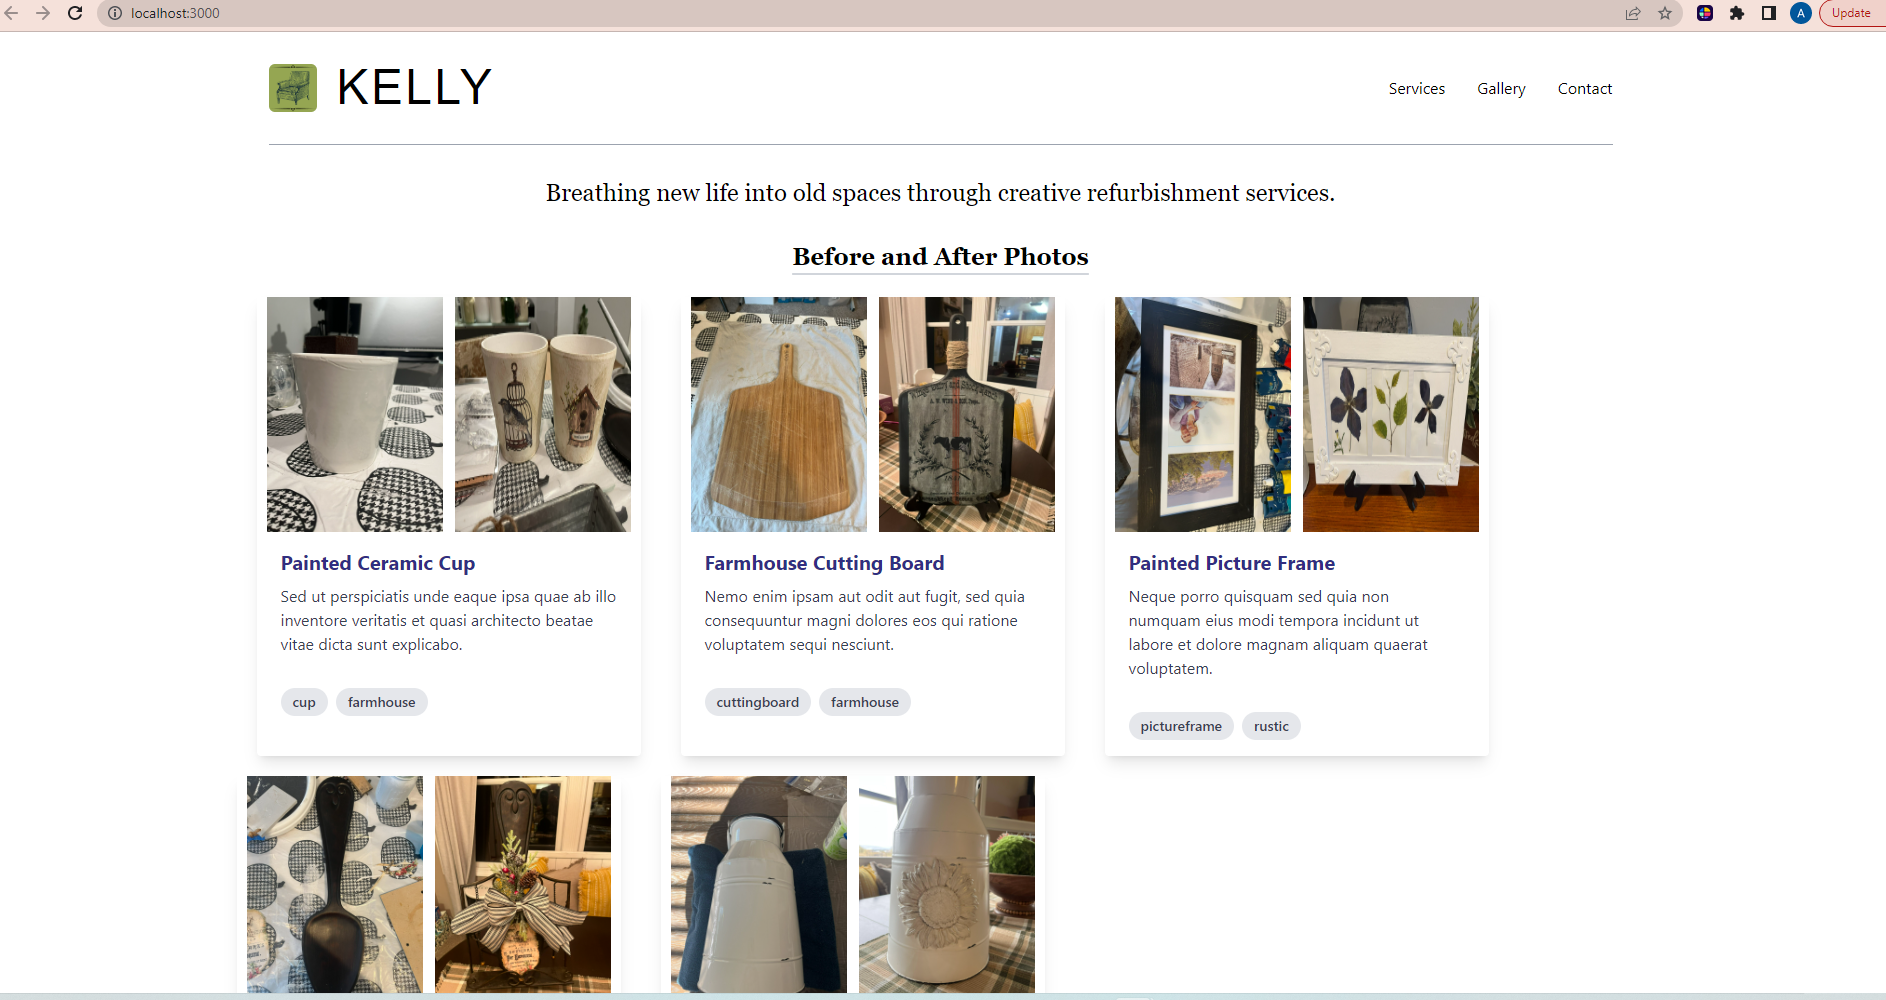 localhost:3000
A
Update
KELLY
Services Gallery Contact
Breathing new life into old spaces through creative refurbishment services.
Before and After Photos
Painted Ceramic Cup
Sed ut perspiciatis unde eaque ipsa quae ab illo
inventore veritatis et quasi architecto beatae
vitae dicta sunt explicabo.
cup farmhouse
Farmhouse Cutting Board
Nemo enim ipsam aut odit aut fugit, sed quia
consequuntur magni dolores eos qui ratione
voluptatem sequi nesciunt.
cuttingboard farmhouse
Painted Picture Frame
Neque porro quisquam sed quia non
numquam eius modi tempora incidunt ut
labore et dolore magnam aliquam quaerat
voluptatem.
pictureframe rustic